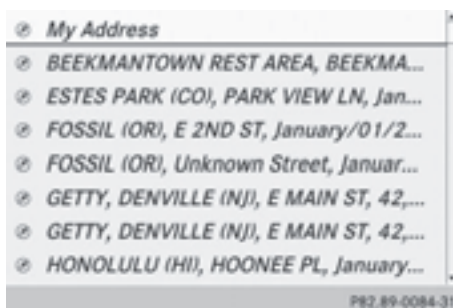 My Address
BEEKMANTOWN REST AREA, BEEKMA...
ESTES PARK (CO), PARK VIEW LN, Jan...
FOSSIL (OR), E 2ND ST, January/01/2...
FOSSIL (OR), Unknown Street, Januar...
GETTY, DENVILLE (NJ), E MAIN ST, 42,...
GETTY, DENVILLE (NJ), E MAIN ST, 42,...
HONOLULU (HI), HOONEE PL, January...
P82.89-0084-31